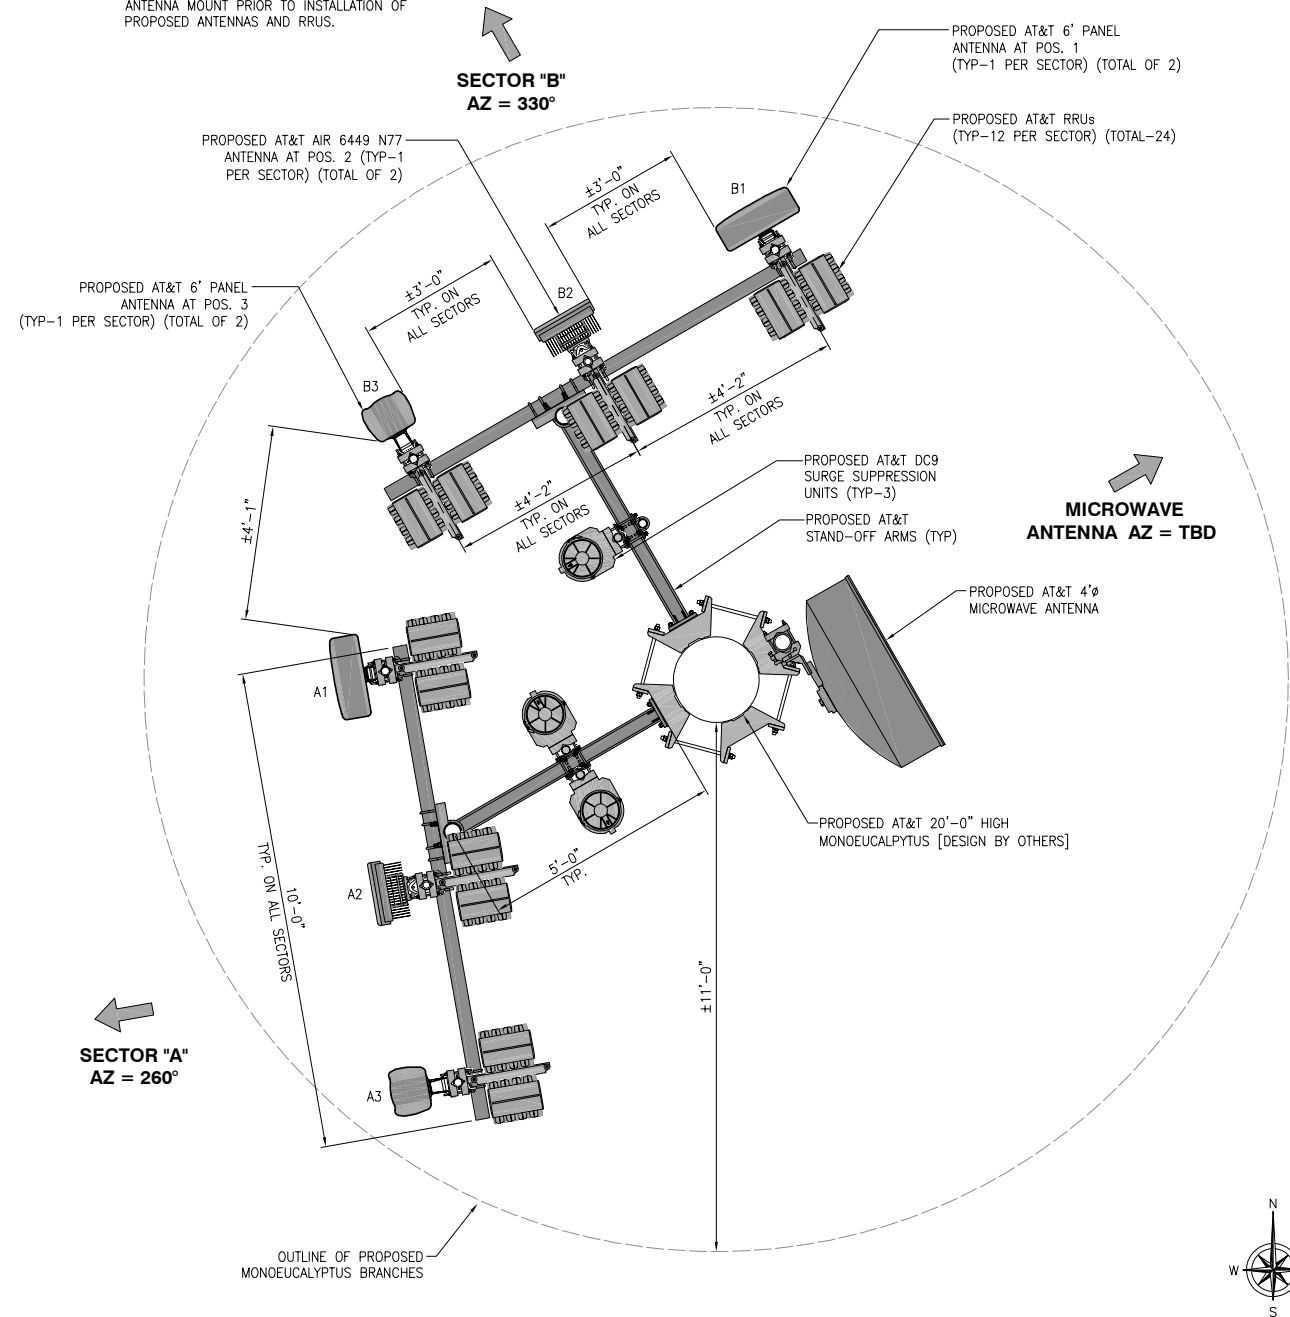 ANTENNA MOUNT PRIOR TO INSTALLATION OF
PROPOSED ANTENNAS AND RRUS.
SECTOR "B"
AZ = 330°
PROPOSED AT&T 6' PANEL
ANTENNA AT POS. 1
(TYP-1 PER SECTOR) (TOTAL OF 2)
PROPOSED AT&T RRUs
(TYP-12 PER SECTOR) (TOTAL-24)
PROPOSED AT&T AIR 6449 N77
ANTENNA AT POS. 2 (TYP-1
PER SECTOR) (TOTAL OF 2)
±3'-0"
TYP. ON
ALL SECTORS
B1
PROPOSED AT&T 6' PANEL
ANTENNA AT POS. 3
(TYP-1 PER SECTOR) (TOTAL OF 2)
±3'-0"
TYP. ON
ALL SECTORS
B2
B3
±4'-2"
TYP. ON
ALL SECTORS
±4'-2"
TYP. ON
ALL SECTORS
±4'-1"
PROPOSED AT&T DC9
SURGE SUPPRESSION
UNITS (TYP-3)
PROPOSED AT&T
STAND-OFF ARMS (TYP)
MICROWAVE
ANTENNA AZ = TBD
PROPOSED AT&T 4'ø
MICROWAVE ANTENNA
A1
PROPOSED AT&T 20'-0" HIGH
MONOEUCALPYTUS [DESIGN BY OTHERS]
5'-0"
TYP.
A2
10'-0"
TYP. ON ALL SECTORS
±11'-0"
SECTOR "A"
AZ = 260°
A3
OUTLINE OF PROPOSED
MONOEUCALYPTUS BRANCHES
N
W
S